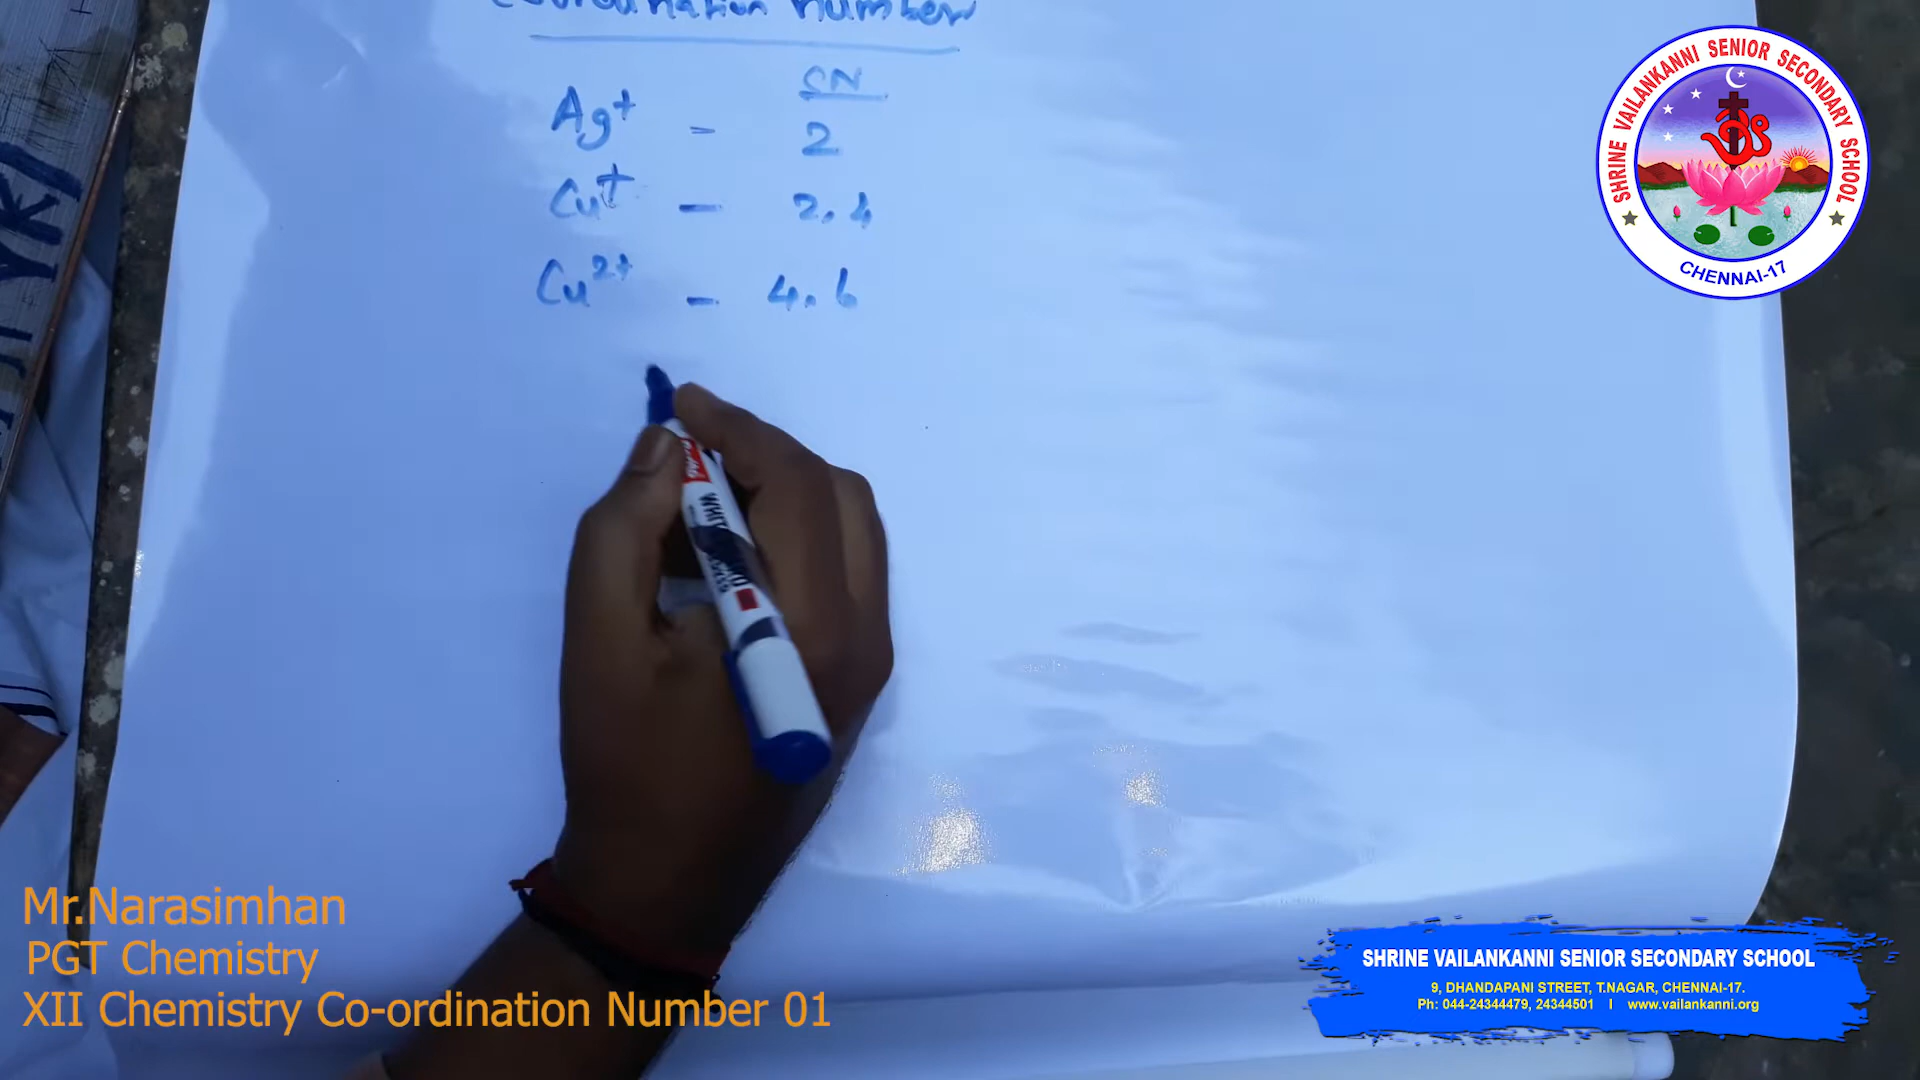 Coordination number
CN
Ag+ - 2
Cu+ - 2, 4
Cu2+ - 4, 6
SHRINE VAILANKANNI SENIOR SECONDARY SCHOOL
CHENNAI-17
Mr.Narasimhan
PGT Chemistry
XII Chemistry Co-ordination Number 01
SHRINE VAILANKANNI SENIOR SECONDARY SCHOOL
9, DHANDAPANI STREET, T.NAGAR, CHENNAI-17.
Ph: 044-24344479, 24344501 I www.vailankanni.org